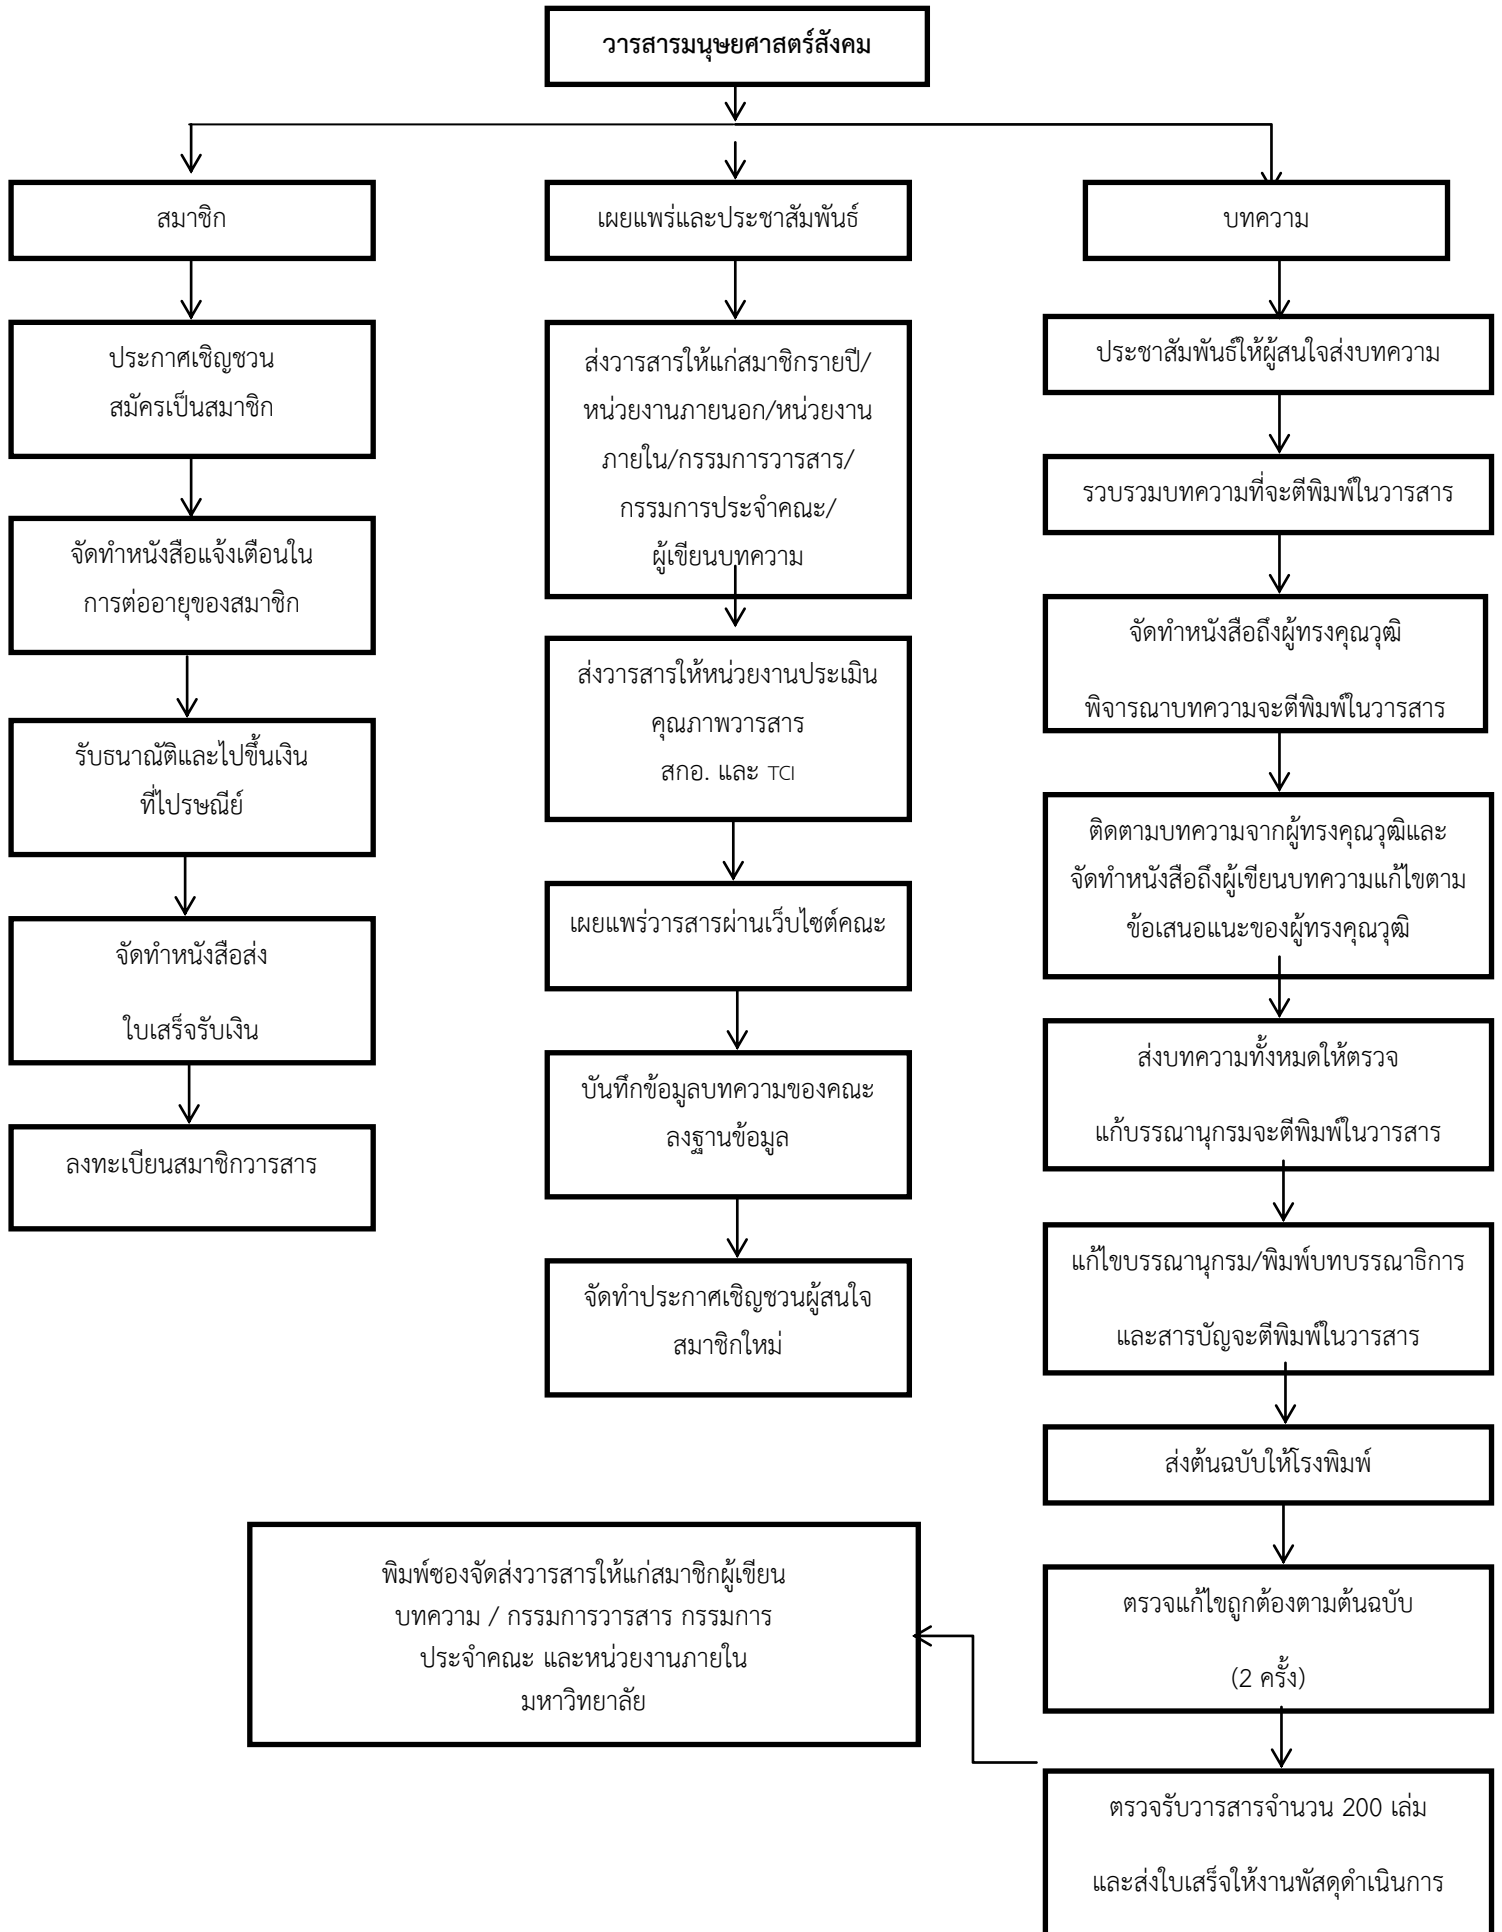 วารสารมนุษยศาสตร์สังคม
สมาชิก
ประกาศเชิญชวน
สมัครเป็นสมาชิก
จัดทำหนังสือแจ้งเตือนใน
การต่ออายุของสมาชิก
รับธนาณัติและไปขึ้นเงิน
ที่ไปรษณีย์
จัดทำหนังสือส่ง
ใบเสร็จรับเงิน
ลงทะเบียนสมาชิกวารสาร
เผยแพร่และประชาสัมพันธ์
ส่งวารสารให้แก่สมาชิกรายปี/
หน่วยงานภายนอก/หน่วยงาน
ภายใน/กรรมการวารสาร/
กรรมการประจำคณะ/
ผู้เขียนบทความ
ส่งวารสารให้หน่วยงานประเมิน
คุณภาพวารสาร
สกอ. และ TCI
เผยแพร่วารสารผ่านเว็บไซต์คณะ
บันทึกข้อมูลบทความของคณะ
ลงฐานข้อมูล
จัดทำประกาศเชิญชวนผู้สนใจ
สมาชิกใหม่
บทความ
ประชาสัมพันธ์ให้ผู้สนใจส่งบทความ
รวบรวมบทความที่จะตีพิมพ์ในวารสาร
จัดทำหนังสือถึงผู้ทรงคุณวุฒิ
พิจารณาบทความจะตีพิมพ์ในวารสาร
ติดตามบทความจากผู้ทรงคุณวุฒิและ
จัดทำหนังสือถึงผู้เขียนบทความแก้ไขตาม
ข้อเสนอแนะของผู้ทรงคุณวุฒิ
ส่งบทความทั้งหมดให้ตรวจ
แก้บรรณานุกรมจะตีพิมพ์ในวารสาร
แก้ไขบรรณานุกรม/พิมพ์บทบรรณาธิการ
และสารบัญจะตีพิมพ์ในวารสาร
ส่งต้นฉบับให้โรงพิมพ์
ตรวจแก้ไขถูกต้องตามต้นฉบับ
(2 ครั้ง)
ตรวจรับวารสารจำนวน 200 เล่ม
และส่งใบเสร็จให้งานพัสดุดำเนินการ
พิมพ์ซองจัดส่งวารสารให้แก่สมาชิกผู้เขียน
บทความ / กรรมการวารสาร กรรมการ
ประจำคณะ และหน่วยงานภายใน
มหาวิทยาลัย